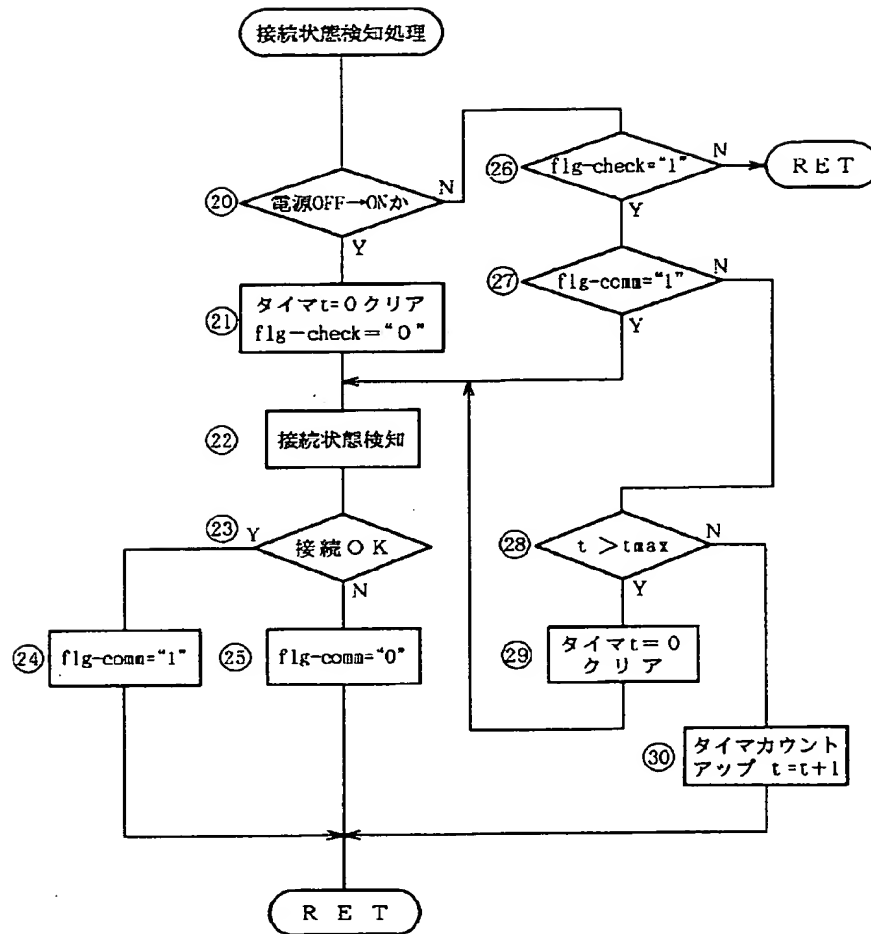 接続状態検知処理
⑳ 電源OFF→ONか
N
Y
㉑ タイマt=0クリア
flg-check="0"
㉒ 接続状態検知
㉓ 接続OK
Y
N
㉔ flg-comm="1"
㉕ flg-comm="0"
㉖ flg-check="1"
N
Y
RET
㉗ flg-comm="1"
N
Y
㉘ t>tmax
N
Y
㉙ タイマt=0
クリア
㉚ タイマカウント
アップ t=t+1
RET